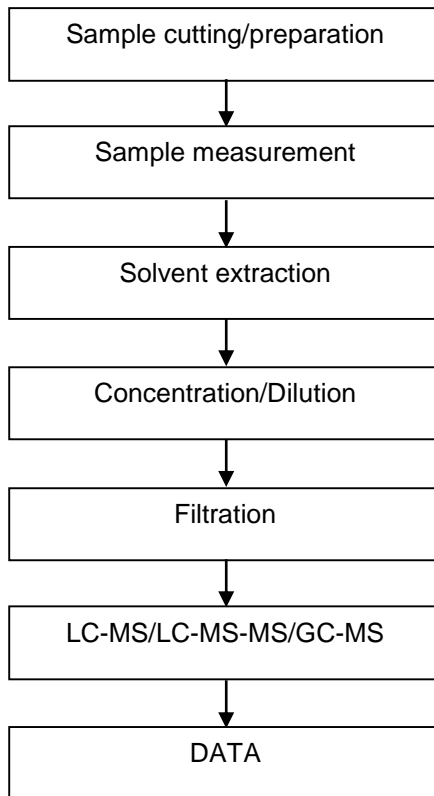 Sample cutting/preparation
Sample measurement
Solvent extraction
Concentration/Dilution
Filtration
LC-MS/LC-MS-MS/GC-MS
DATA